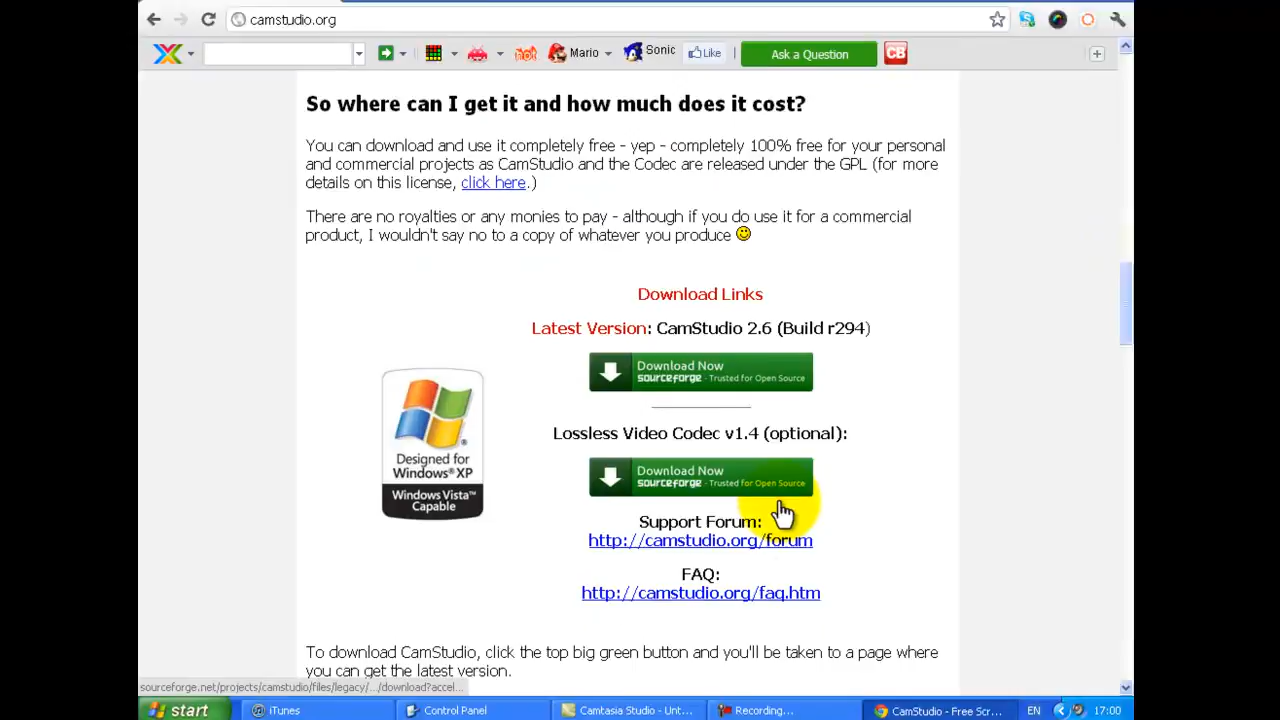 camstudio.org
Mario
Sonic
Like
Ask a Question
CB
So where can I get it and how much does it cost?
You can download and use it completely free - yep - completely 100% free for your personal
and commercial projects as CamStudio and the Codec are released under the GPL (for more
details on this license, click here.)
There are no royalties or any monies to pay - although if you do use it for a commercial
product, I wouldn't say no to a copy of whatever you produce
Download Links
Latest Version: CamStudio 2.6 (Build r294)
Download Now
sourceforge - Trusted for Open Source
Lossless Video Codec v1.4 (optional):
Download Now
sourceforge - Trusted for Open Source
Designed for
Windows® XP
Windows Vista™
Capable
Support Forum:
http://camstudio.org/forum
FAQ:
http://camstudio.org/faq.htm
To download CamStudio, click the top big green button and you'll be taken to a page where
you can get the latest version.
sourceforge.net/projects/camstudio/files/legacy/.../download?accel...
start
iTunes
Control Panel
Camtasia Studio - Unt...
Recording...
CamStudio - Free Scr...
EN
17:00